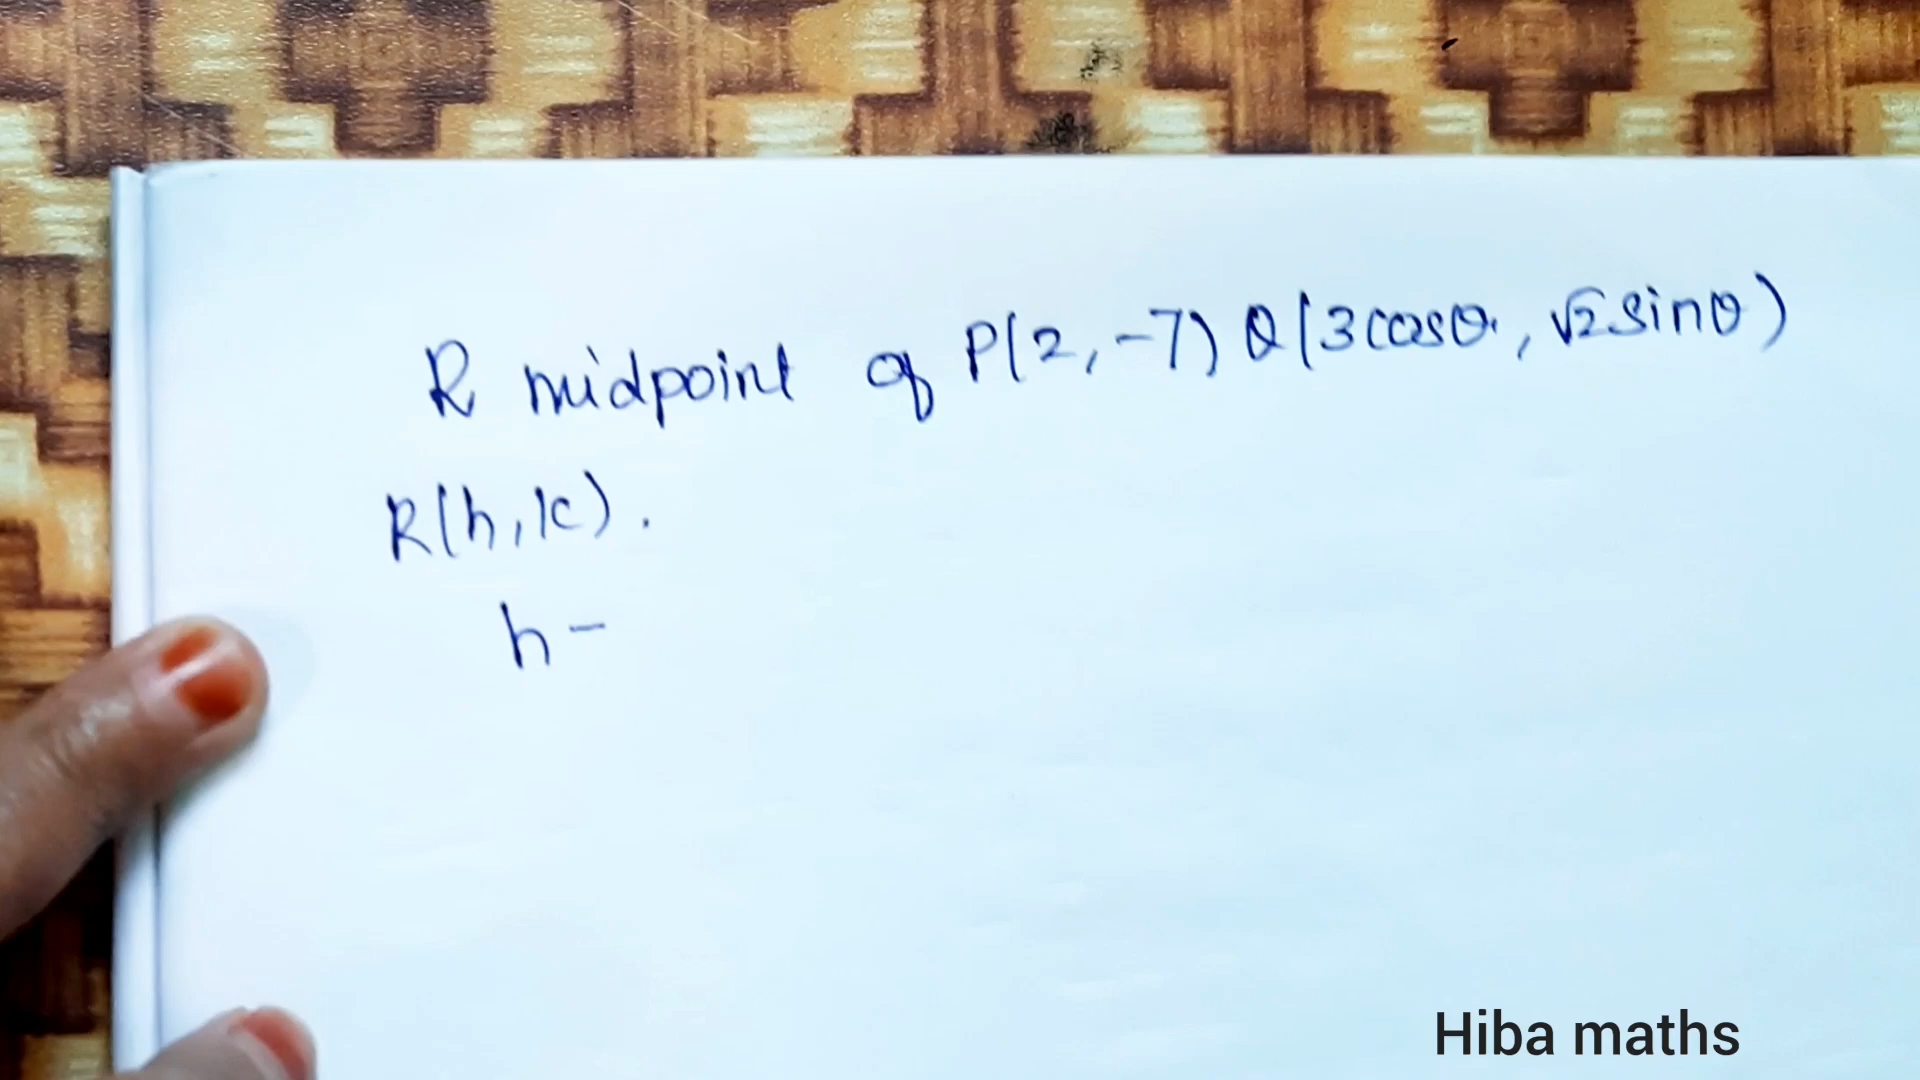 R midpoint of P(2,-7) Q(3cosθ, √2sinθ)
R(h,k).
h-
Hiba maths